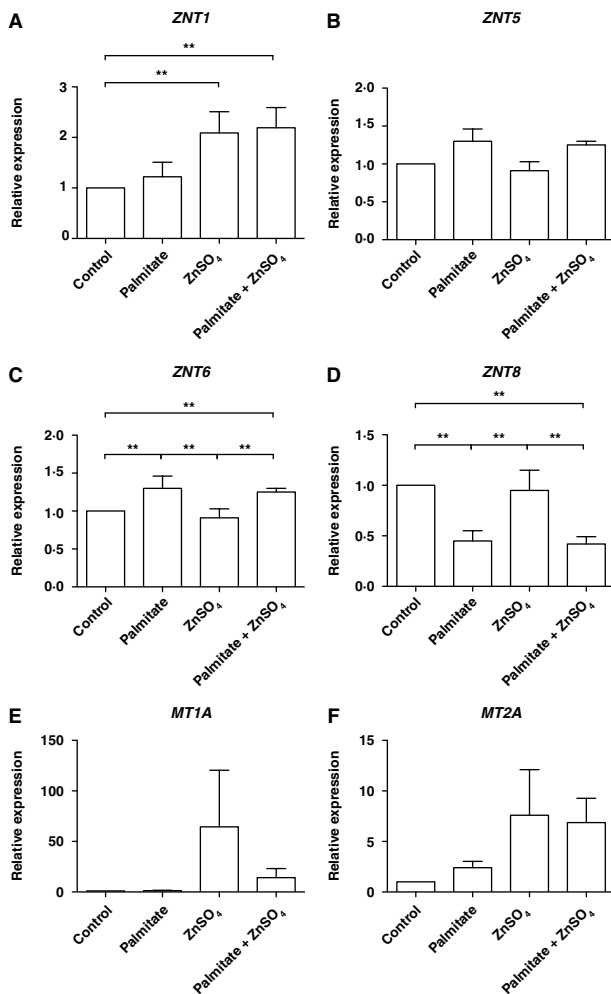 A
ZNT1
**
**
Relative expression
3
2
1
0
Control
Palmitate
ZnSO4
Palmitate + ZnSO4
B
ZNT5
Relative expression
2·0
1·5
1·0
0·5
0·0
Control
Palmitate
ZnSO4
Palmitate + ZnSO4
C
ZNT6
**
** ** **
Relative expression
2·0
1·5
1·0
0·5
0·0
Control
Palmitate
ZnSO4
Palmitate + ZnSO4
D
ZNT8
**
** ** **
Relative expression
1·5
1·0
0·5
0·0
Control
Palmitate
ZnSO4
Palmitate + ZnSO4
E
MT1A
Relative expression
150
100
50
0
Control
Palmitate
ZnSO4
Palmitate + ZnSO4
F
MT2A
Relative expression
15
10
5
0
Control
Palmitate
ZnSO4
Palmitate + ZnSO4